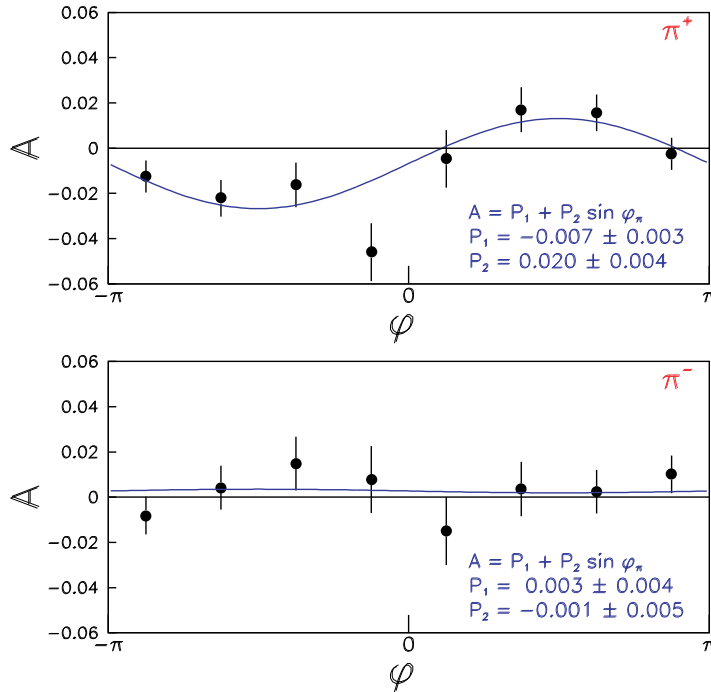 0.06
π⁺
0.04
0.02
A
0
−0.02
A = P₁ + P₂ sin φπ
−0.04
P₁ = −0.007 ± 0.003
P₂ = 0.020 ± 0.004
−0.06
−π 0 π
φ
0.06
π⁻
0.04
0.02
A
0
−0.02
A = P₁ + P₂ sin φπ
−0.04
P₁ = 0.003 ± 0.004
P₂ = −0.001 ± 0.005
−0.06
−π 0 π
φ